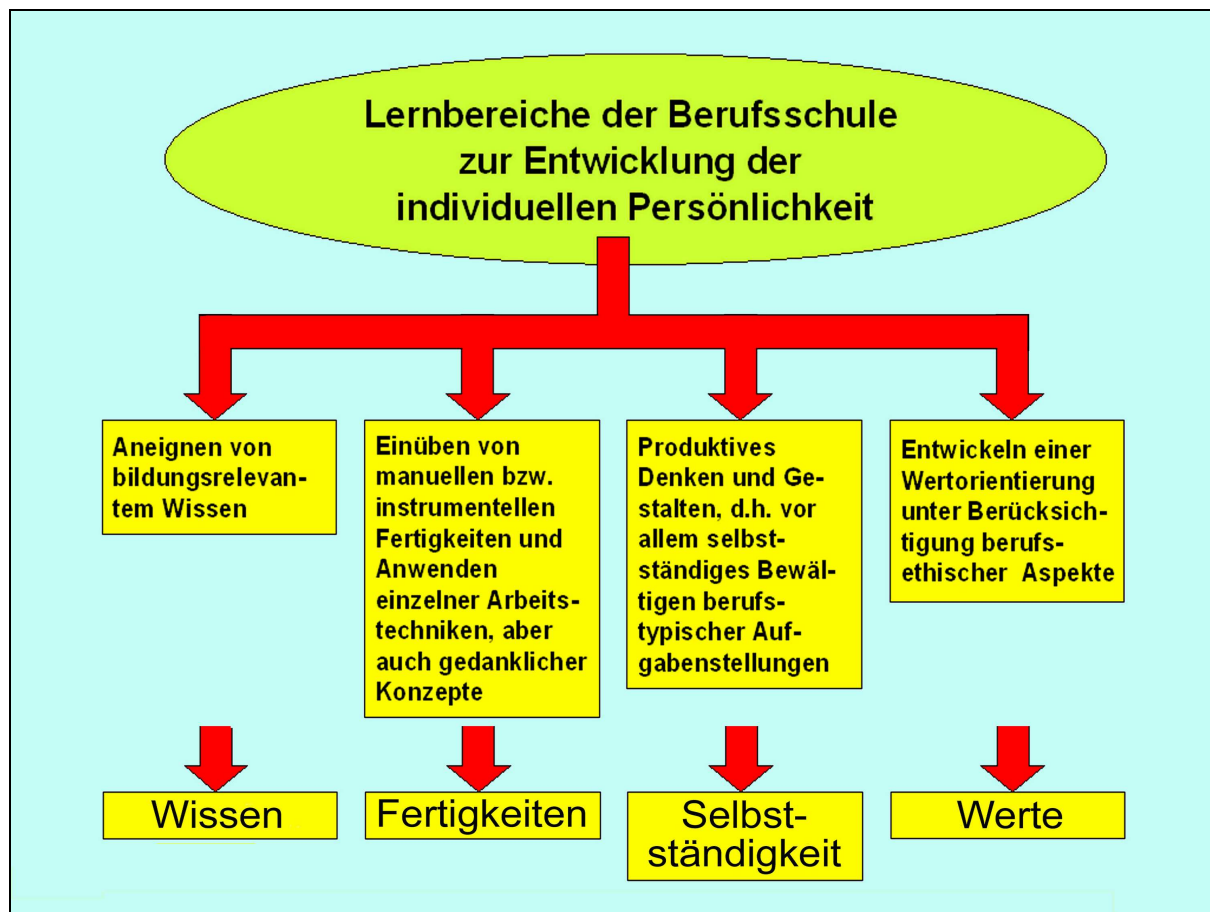 Lernbereiche der Berufsschule
zur Entwicklung der
individuellen Persönlichkeit
Aneignen von
bildungsrelevan-
tem Wissen
Einüben von
manuellen bzw.
instrumentellen
Fertigkeiten und
Anwenden
einzelner Arbeits-
techniken, aber
auch gedanklicher
Konzepte
Produktives
Denken und Ge-
stalten, d.h. vor
allem selbst-
ständiges Bewäl-
tigen berufs-
typischer Auf-
gabenstellungen
Entwickeln einer
Wertorientierung
unter Berücksich-
tigung berufs-
ethischer Aspekte
Wissen
Fertigkeiten
Selbst-
ständigkeit
Werte